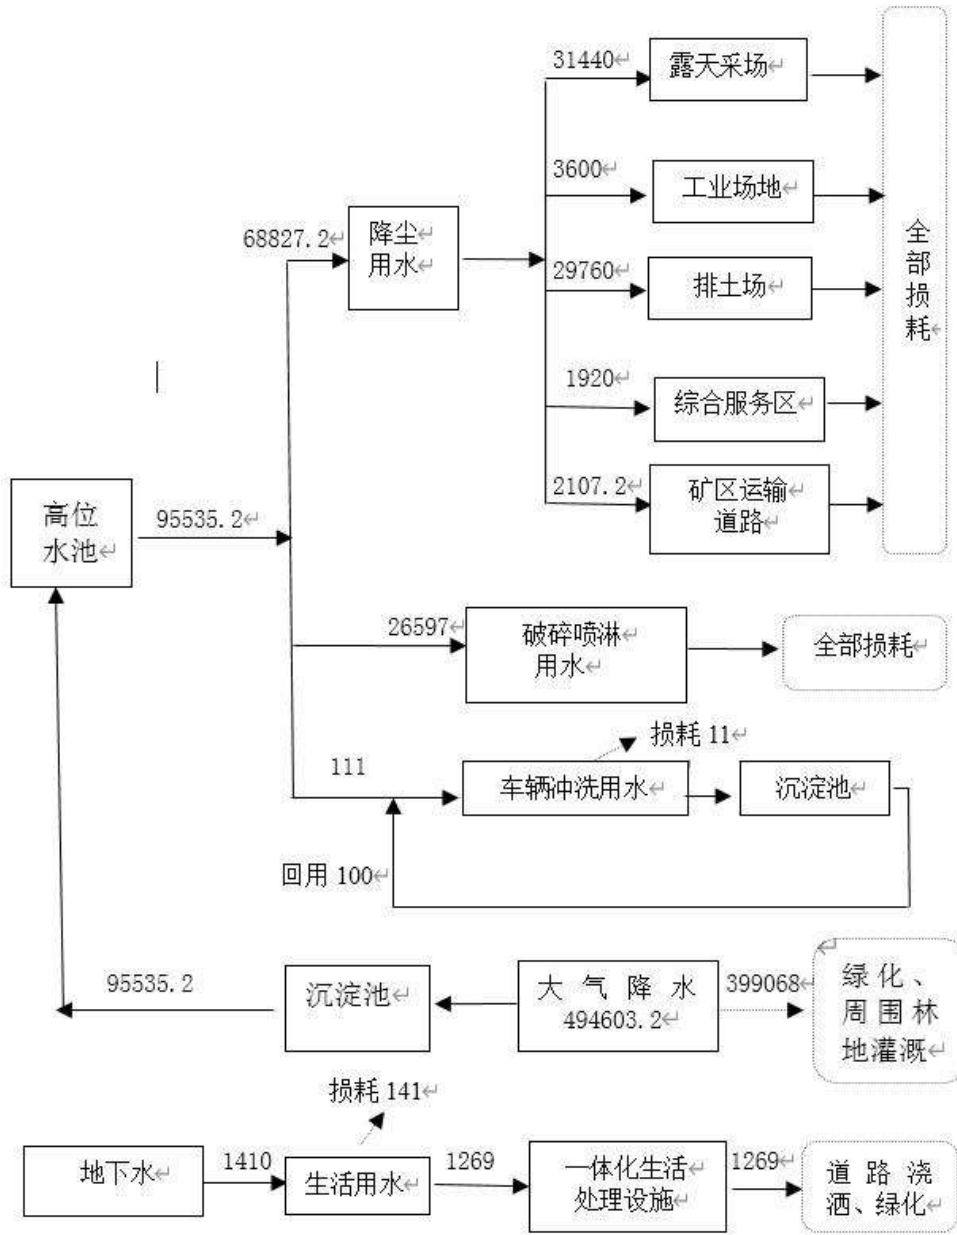 31440↵
露天采场↵
3600↵
工业场地↵
68827.2↵
降尘↵
用水↵
29760↵
排土场↵
全
部
损
耗↵
1920↵
综合服务区↵
2107.2↵
矿区运输
道路↵
高位
水池↵
95535.2↵
26597↵
破碎喷淋
用水↵
全部损耗↵
损耗 11↵
111
车辆冲洗用水↵
沉淀池↵
回用 100↵
95535.2
沉淀池↵
大 气 降 水
494603.2↵
399068↵
↵
绿 化 、
周 围 林
地灌溉↵
损耗 141↵
地下水↵
1410
生活用水↵
1269
一体化生活
处理设施↵
1269↵
道 路 浇
洒、绿化↵